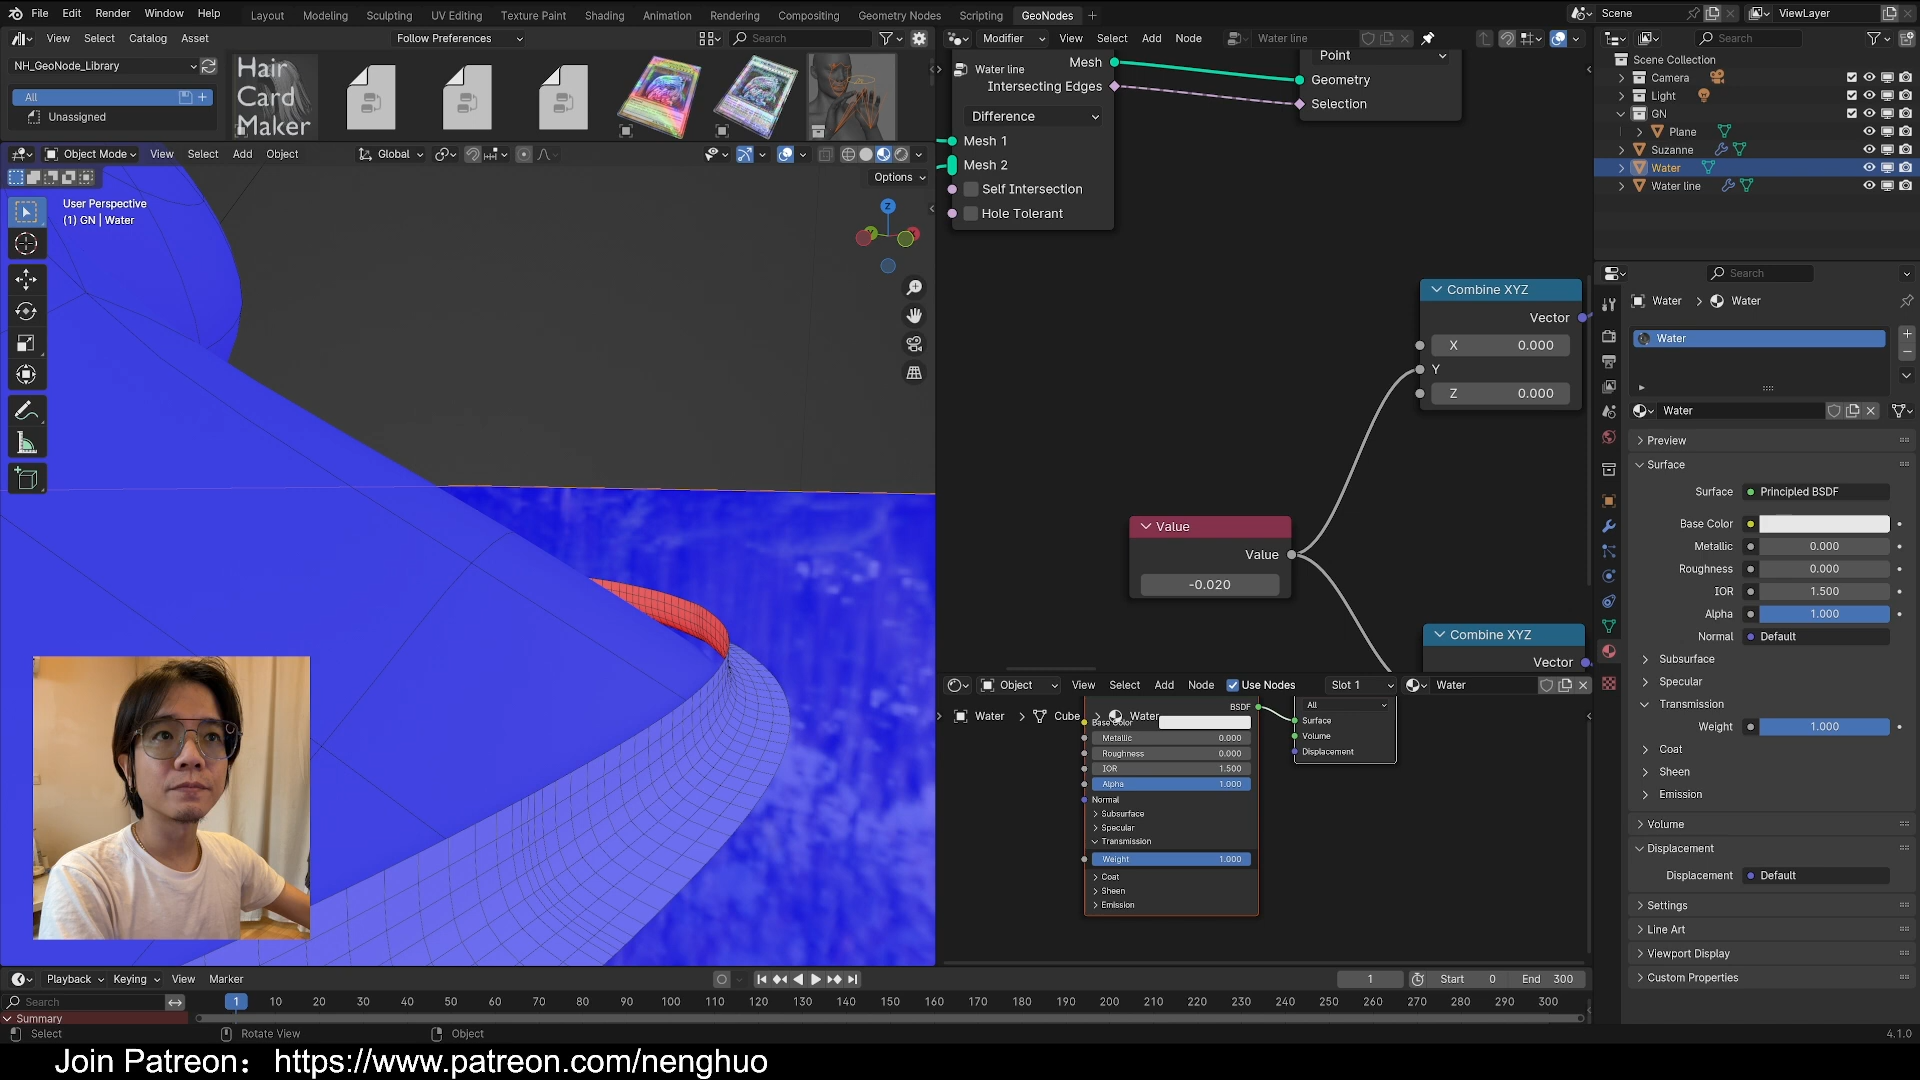 File Edit Render Window Help Layout Modeling Sculpting UV Editing Texture Paint Shading Animation Rendering Compositing Geometry Nodes Scripting GeoNodes Scene ViewLayer
View Select Catalog Asset Follow Preferences Search
NH_GeoNode_Library
All
Unassigned
Hair
Card
Maker
Object Mode View Select Add Object Global
Options
User Perspective
(1) GN | Water
Z
Modifier View Select Add Node Water line
Water line
Mesh
Intersecting Edges
Difference
Mesh 1
Mesh 2
Self Intersection
Hole Tolerant
Point
Geometry
Selection
Combine XYZ
Vector
X 0.000
Y
Z 0.000
Value
Value
-0.020
Combine XYZ
Vector
Object View Select Add Node Use Nodes Slot 1 Water
Water Cube Water
BSDF
Base Color
Metallic 0.000
Roughness 0.000
IOR 1.500
Alpha 1.000
Normal
Subsurface
Specular
Transmission
Weight 1.000
Coat
Sheen
Emission
All
Surface
Volume
Displacement
Search
Scene Collection
Camera
Light
GN
Plane
Suzanne
Water
Water line
Search
Water Water
Water
Water
Preview
Surface
Surface Principled BSDF
Base Color
Metallic 0.000
Roughness 0.000
IOR 1.500
Alpha 1.000
Normal Default
Subsurface
Specular
Transmission
Weight 1.000
Coat
Sheen
Emission
Volume
Displacement
Displacement Default
Settings
Line Art
Viewport Display
Custom Properties
Playback Keying View Marker 1 Start 0 End 300
Search 1 10 20 30 40 50 60 70 80 90 100 110 120 130 140 150 160 170 180 190 200 210 220 230 240 250 260 270 280 290 300
Summary
Select Rotate View Object 4.1.0
Join Patreon：https://www.patreon.com/nenghuo